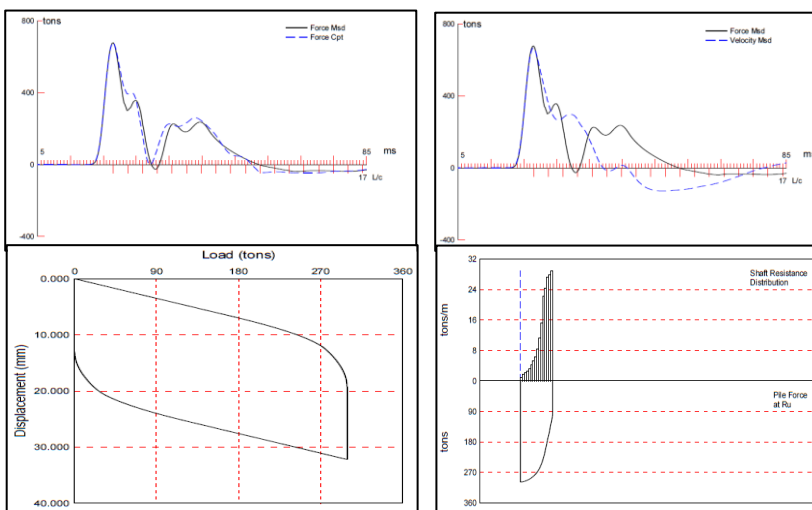 800
tons
Force Msd
Force Cpt
400
0
5
85
ms
17 L/c
-400
800
tons
Force Msd
Velocity Msd
400
0
5
85
ms
17 L/c
-400
Load (tons)
0 90 180 270 360
0.000
10.000
20.000
30.000
40.000
Displacement (mm)
32
24
16
8
0
tons/m
Shaft Resistance
Distribution
90
180
270
360
tons
Pile Force
at Ru